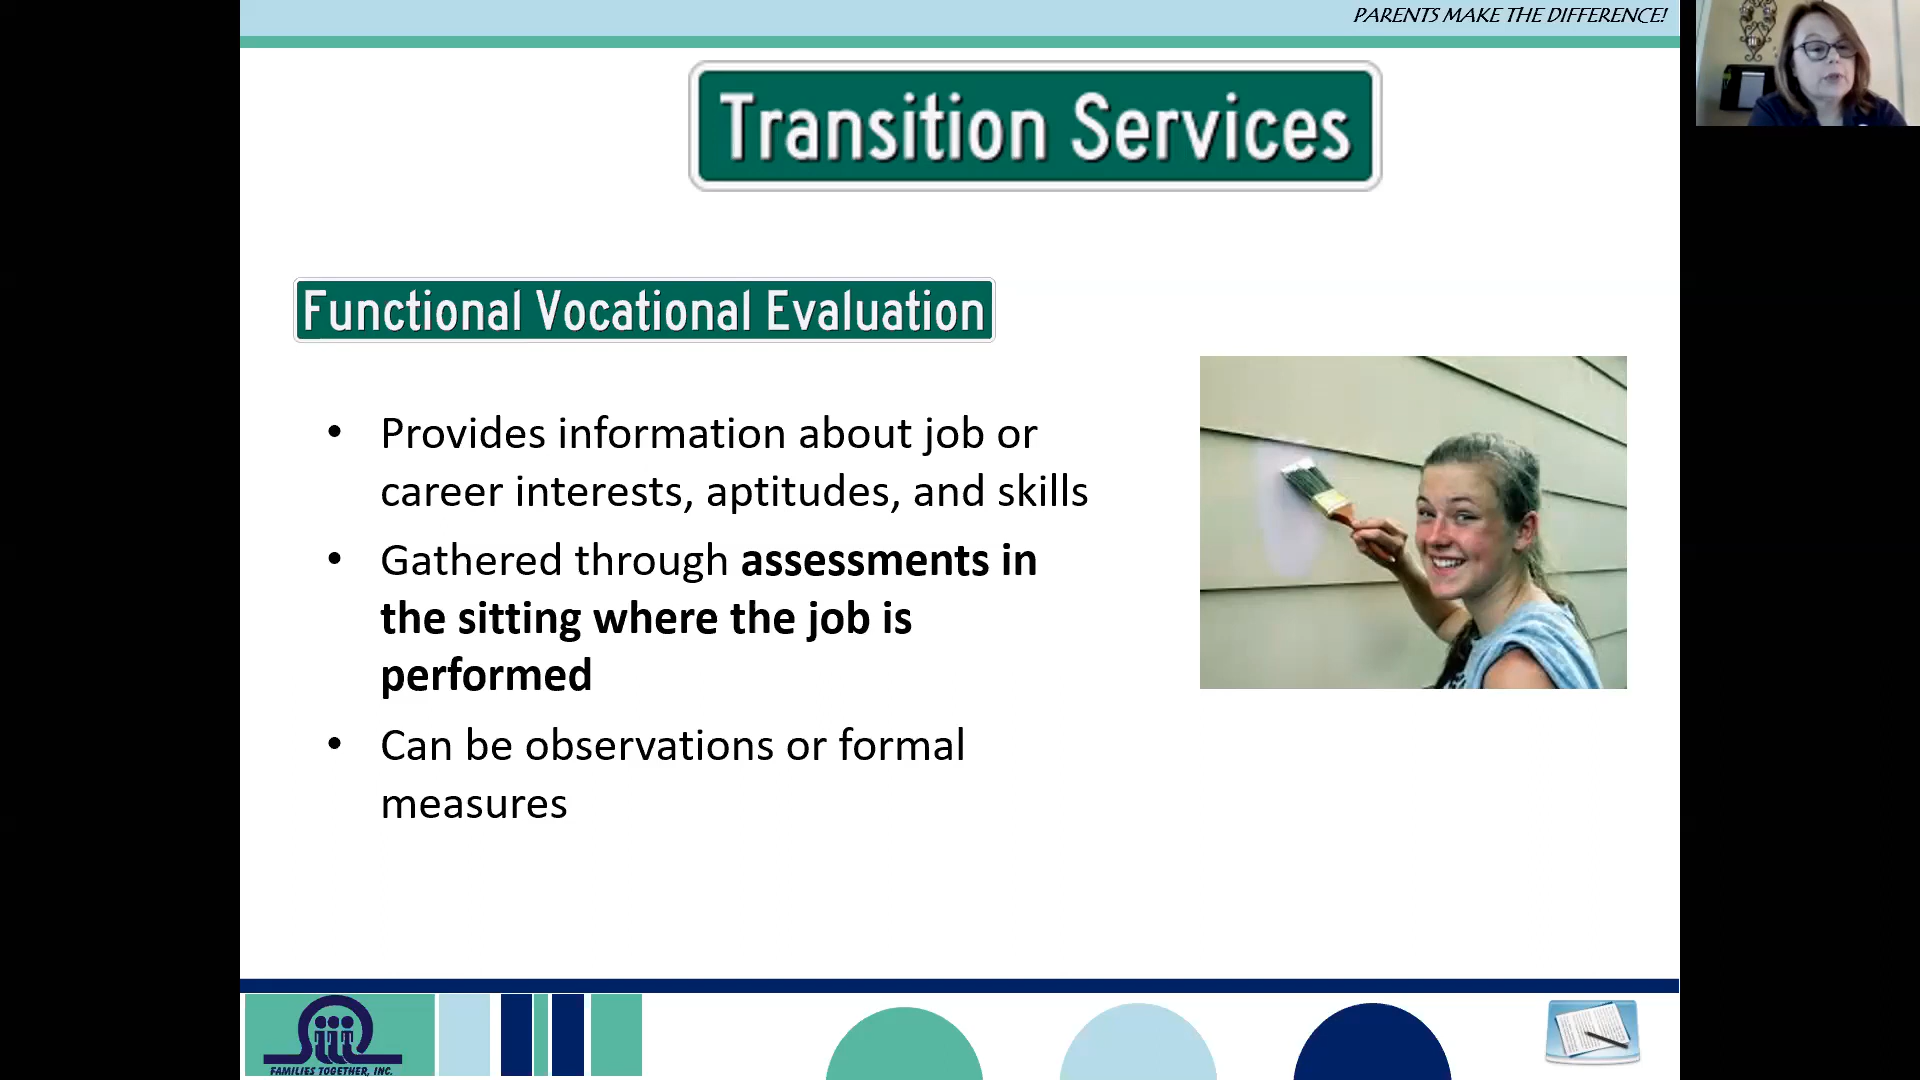 PARENTS MAKE THE DIFFERENCE!
Transition Services
Functional Vocational Evaluation
• Provides information about job or
career interests, aptitudes, and skills
• Gathered through assessments in
the sitting where the job is
performed
• Can be observations or formal
measures
FAMILIES TOGETHER, INC.